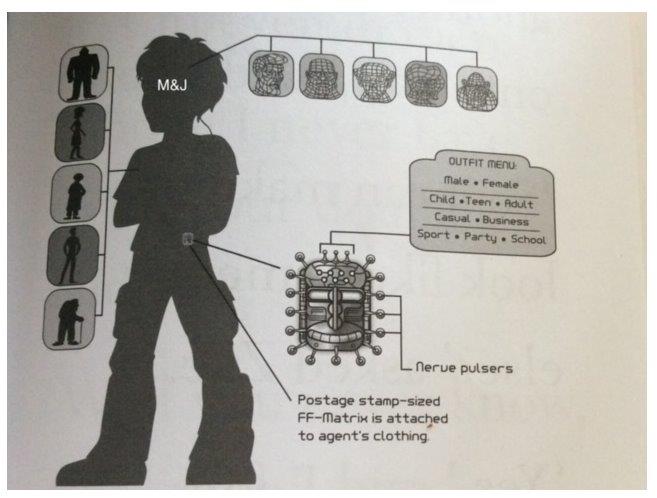 M&J
OUTFIT MENU:
Male • Female
Child • Teen • Adult
Casual • Business
Sport • Party • School
Nerve pulsers
Postage stamp-sized
FF-Matrix is attached
to agent's clothing.